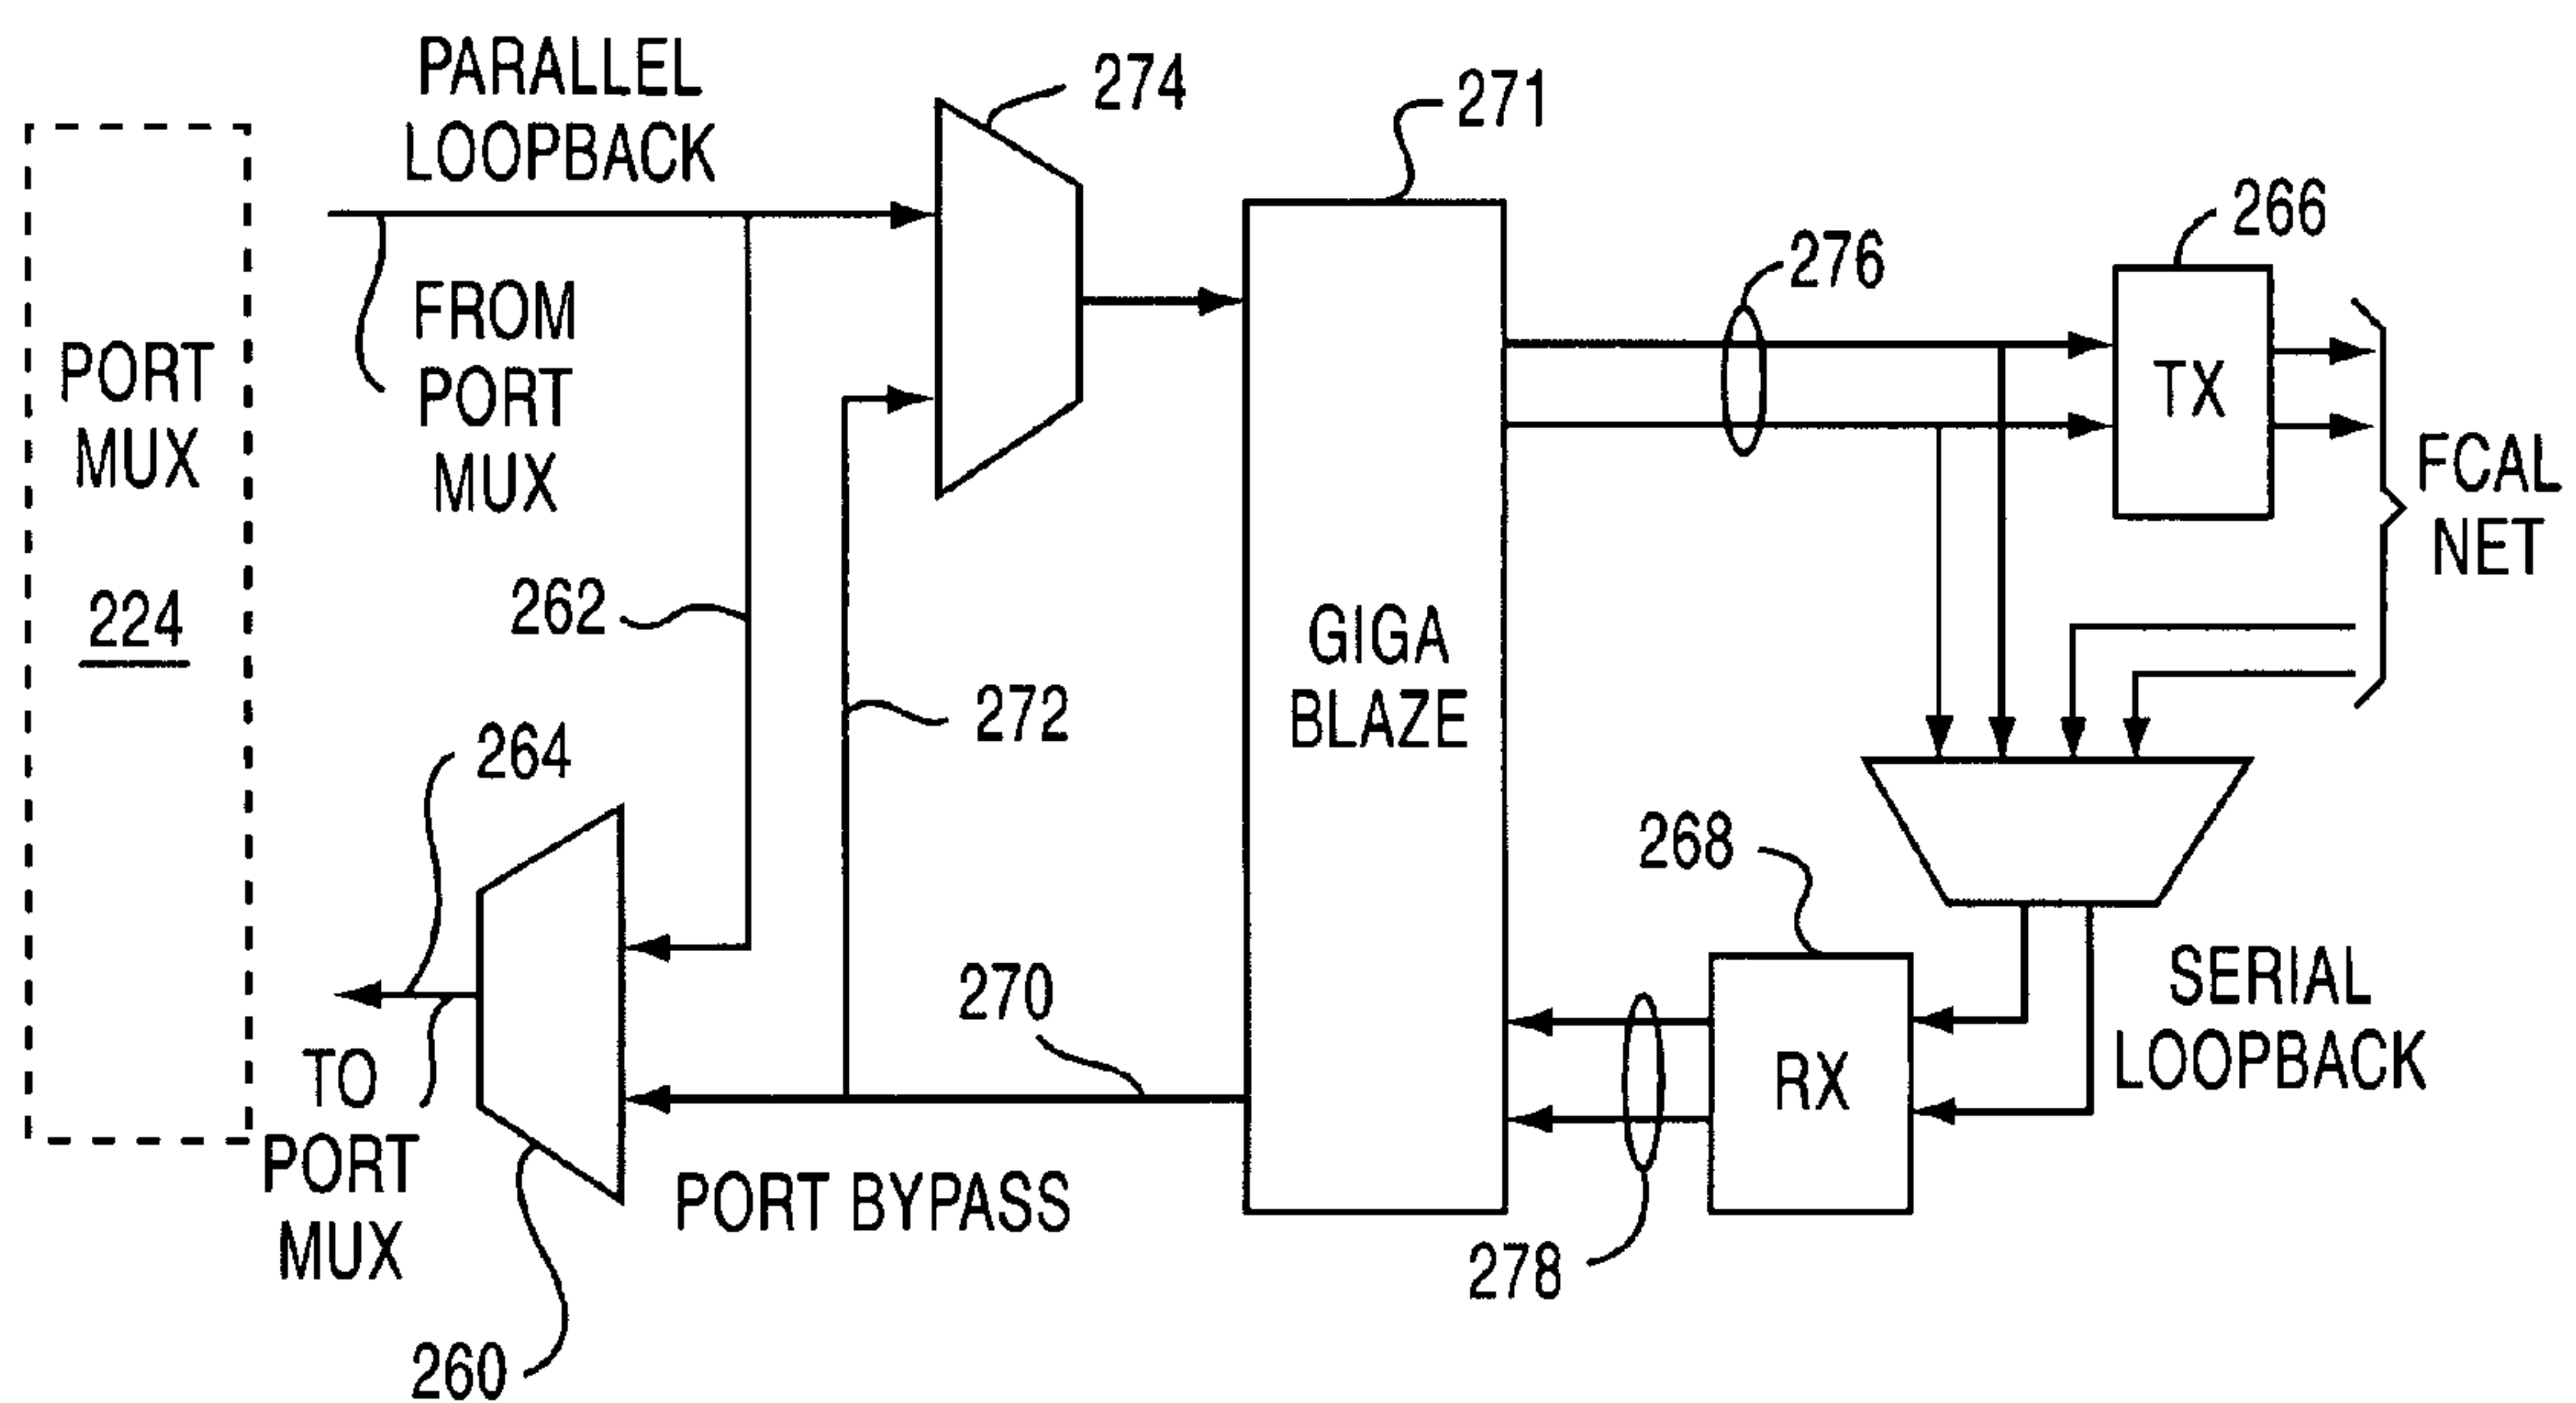 PARALLEL
LOOPBACK
274
271
266
276
FROM
PORT
MUX
PORT
MUX
224
TX
FCAL
NET
262
272
GIGA
BLAZE
264
268
270
SERIAL
LOOPBACK
RX
TO
PORT
MUX
PORT BYPASS
278
260